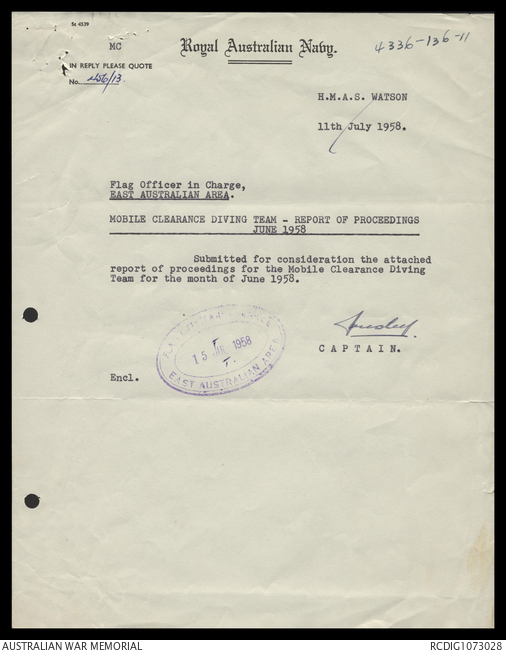 Sc 4539
MC
Royal Australian Navy.
4336-136-11
IN REPLY PLEASE QUOTE
No. 456/13
H.M.A.S. WATSON
11th July 1958.
Flag Officer in Charge,
EAST AUSTRALIAN AREA.
MOBILE CLEARANCE DIVING TEAM - REPORT OF PROCEEDINGS
JUNE 1958
Submitted for consideration the attached
report of proceedings for the Mobile Clearance Diving
Team for the month of June 1958.
15 1958
EAST AUSTRALIAN AREA
CAPTAIN.
Encl.
AUSTRALIAN WAR MEMORIAL
RCDIG1073028